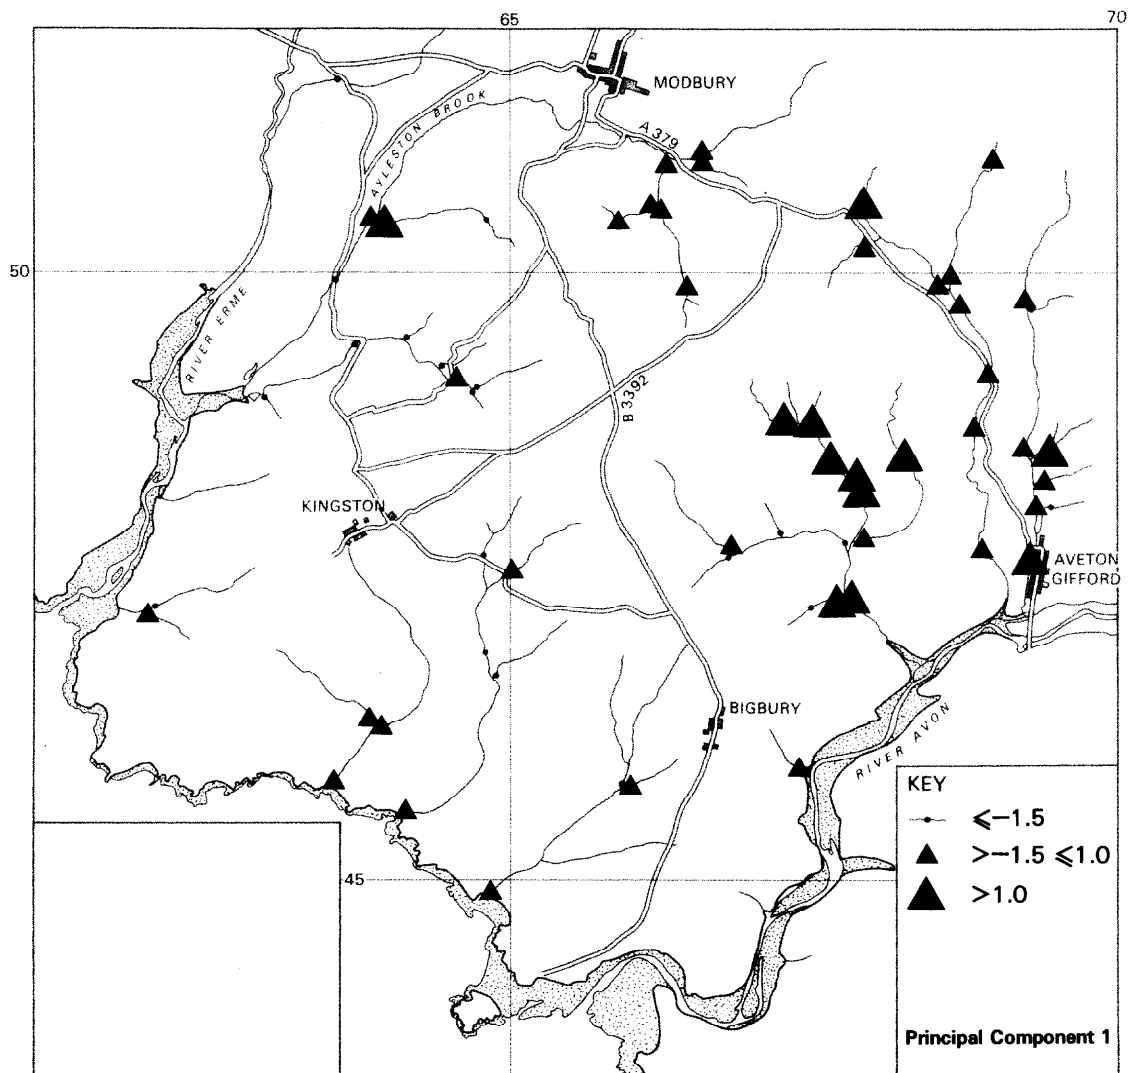 65
70
MODBURY
AYLESTON BROOK
A 379
50
RIVER ERME
B 3392
KINGSTON
AVETON
GIFFORD
BIGBURY
RIVER AVON
KEY
⩽−1.5
>−1.5 ⩽1.0
>1.0
45
Principal Component 1